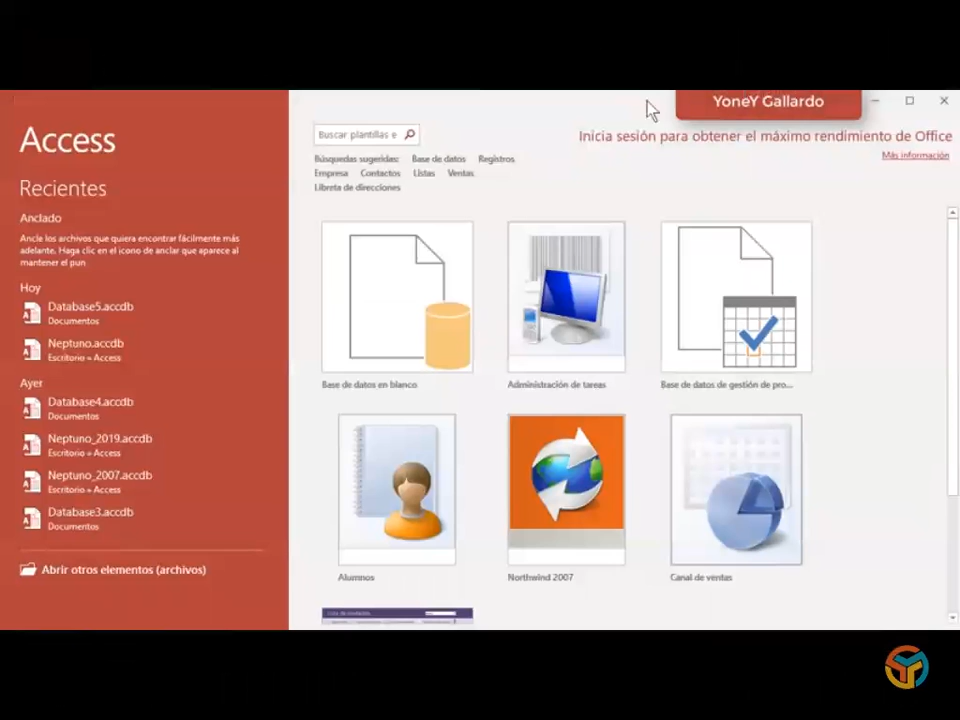 Access
Recientes
Anclado
Ancle los archivos que quiera encontrar fácilmente más
adelante. Haga clic en el icono de anclar que aparece al
mantener el pun
Hoy
Database5.accdb
Documentos
Neptuno.accdb
Escritorio » Access
Ayer
Database4.accdb
Documentos
Neptuno_2019.accdb
Escritorio » Access
Neptuno_2007.accdb
Escritorio » Access
Database3.accdb
Documentos
Abrir otros elementos (archivos)
YoneY Gallardo
Buscar plantillas e
Inicia sesión para obtener el máximo rendimiento de Office
Más información
Búsquedas sugeridas: Base de datos Registros
Empresa Contactos Listas Ventas
Libreta de direcciones
Base de datos en blanco
Administración de tareas
Base de datos de gestión de pro...
Alumnos
Northwind 2007
Canal de ventas